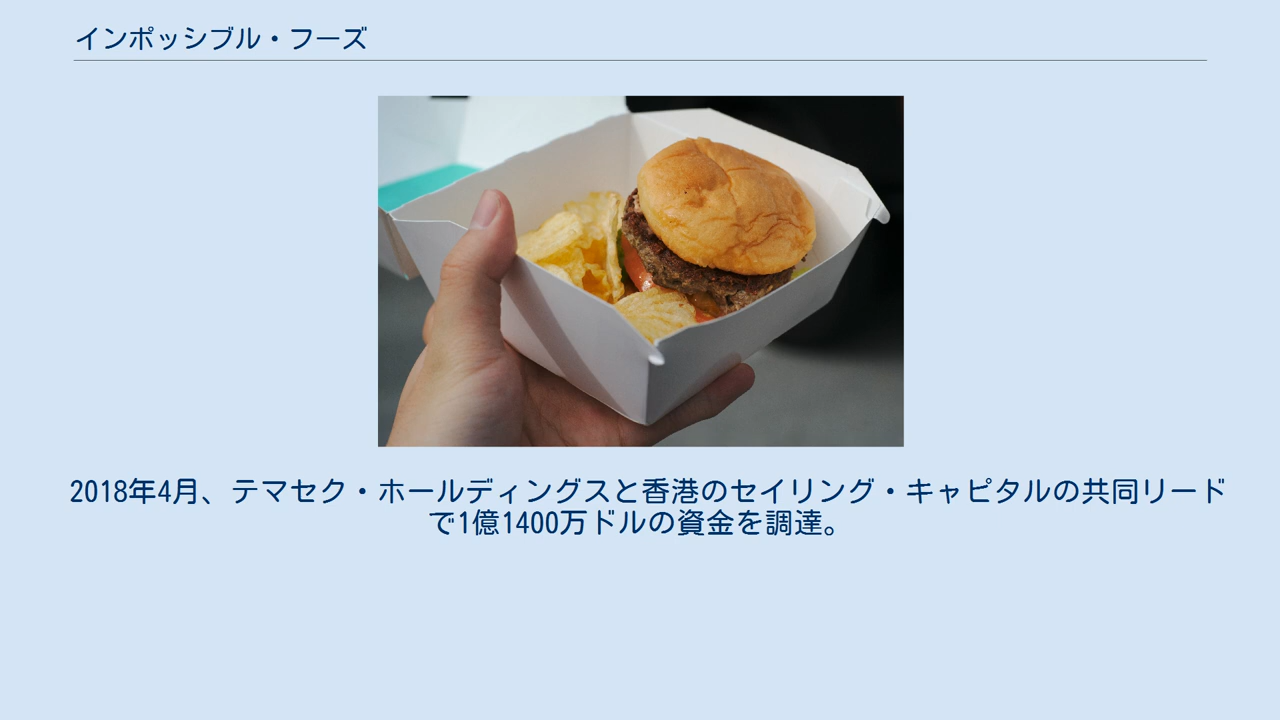 インポッシブル・フーズ
2018年4月、テマセク・ホールディングスと香港のセイリング・キャピタルの共同リード
で1億1400万ドルの資金を調達。